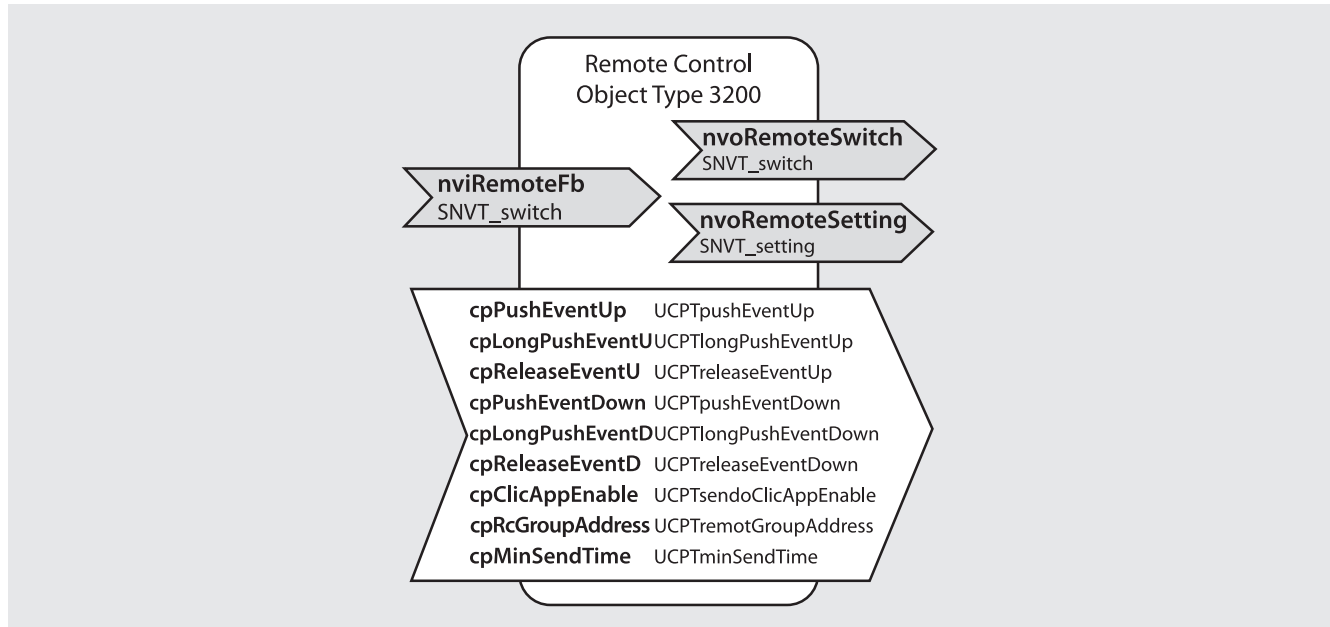 Remote Control
Object Type 3200
nvoRemoteSwitch
SNVT_switch
nviRemoteFb
SNVT_switch
nvoRemoteSetting
SNVT_setting
cpPushEventUp UCPTpushEventUp
cpLongPushEventU UCPTlongPushEventUp
cpReleaseEventU UCPTreleaseEventUp
cpPushEventDown UCPTpushEventDown
cpLongPushEventD UCPTlongPushEventDown
cpReleaseEventD UCPTreleaseEventDown
cpClicAppEnable UCPTsendoClicAppEnable
cpRcGroupAddress UCPTremotGroupAddress
cpMinSendTime UCPTminSendTime